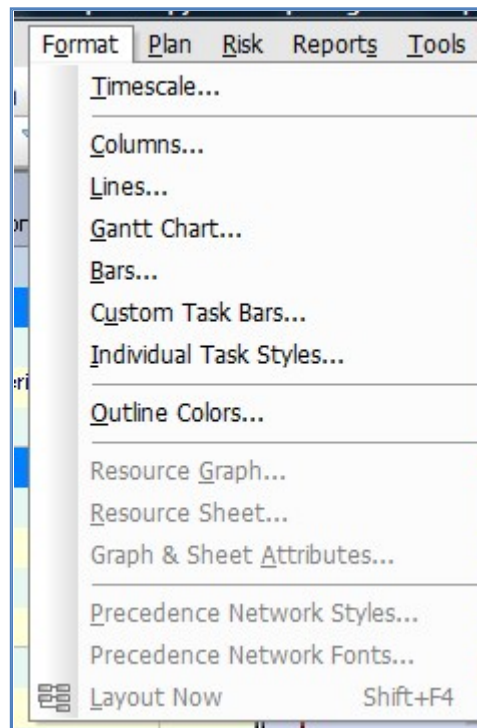 Format Plan Risk Reports Tools
Timescale...
Columns...
Lines...
Gantt Chart...
Bars...
Custom Task Bars...
Individual Task Styles...
Outline Colors...
Resource Graph...
Resource Sheet...
Graph & Sheet Attributes...
Precedence Network Styles...
Precedence Network Fonts...
Layout Now Shift+F4